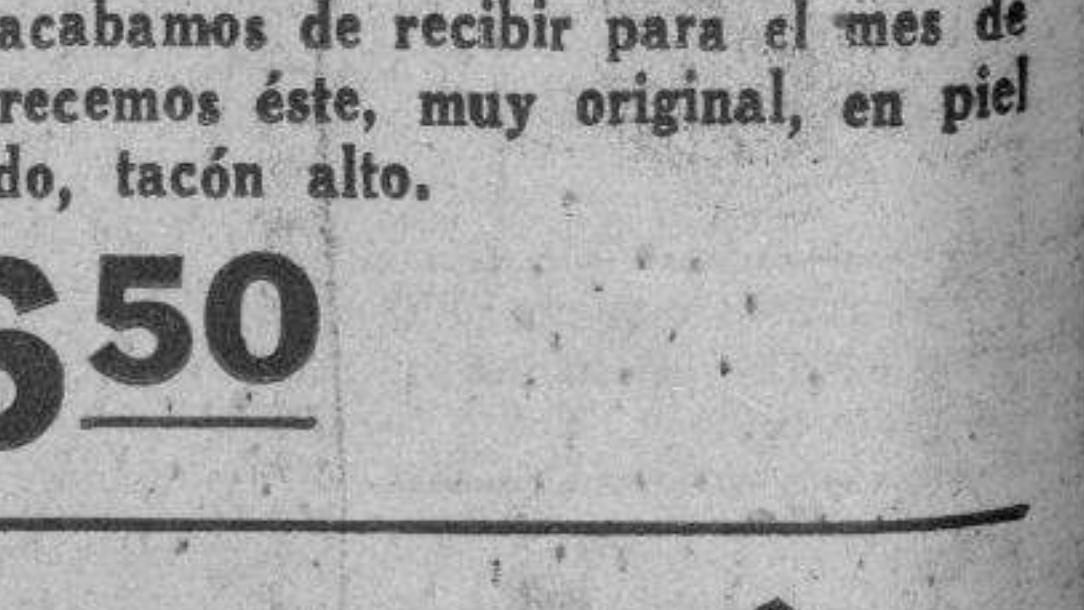 acabamos de recibir para el mes de
recemos éste, muy original, en piel
do, tacón alto.
50